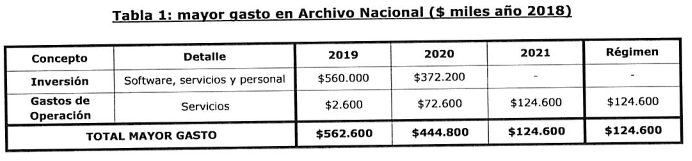 Tabla 1: mayor gasto en Archivo Nacional ($ miles año 2018)
Concepto Detalle 2019 2020 2021 Régimen
Inversión Software, servicios y personal $560.000 $372.200 - -
Gastos de Operación Servicios $2.600 $72.600 $124.600 $124.600
TOTAL MAYOR GASTO $562.600 $444.800 $124.600 $124.600